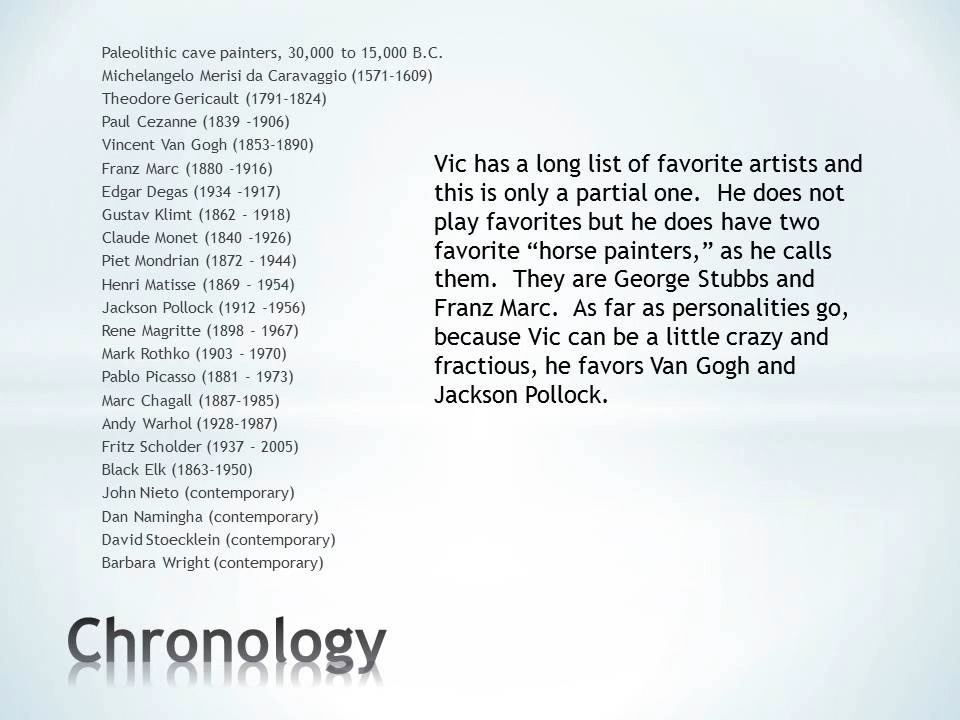 Paleolithic cave painters, 30,000 to 15,000 B.C.
Michelangelo Merisi da Caravaggio (1571-1609)
Theodore Gericault (1791-1824)
Paul Cezanne (1839 -1906)
Vincent Van Gogh (1853-1890)
Franz Marc (1880 -1916)
Edgar Degas (1934 -1917)
Gustav Klimt (1862 - 1918)
Claude Monet (1840 -1926)
Piet Mondrian (1872 - 1944)
Henri Matisse (1869 - 1954)
Jackson Pollock (1912 -1956)
Rene Magritte (1898 - 1967)
Mark Rothko (1903 - 1970)
Pablo Picasso (1881 - 1973)
Marc Chagall (1887-1985)
Andy Warhol (1928-1987)
Fritz Scholder (1937 - 2005)
Black Elk (1863-1950)
John Nieto (contemporary)
Dan Namingha (contemporary)
David Stoecklein (contemporary)
Barbara Wright (contemporary)
Vic has a long list of favorite artists and
this is only a partial one.  He does not
play favorites but he does have two
favorite “horse painters,” as he calls
them.  They are George Stubbs and
Franz Marc.  As far as personalities go,
because Vic can be a little crazy and
fractious, he favors Van Gogh and
Jackson Pollock.
Chronology